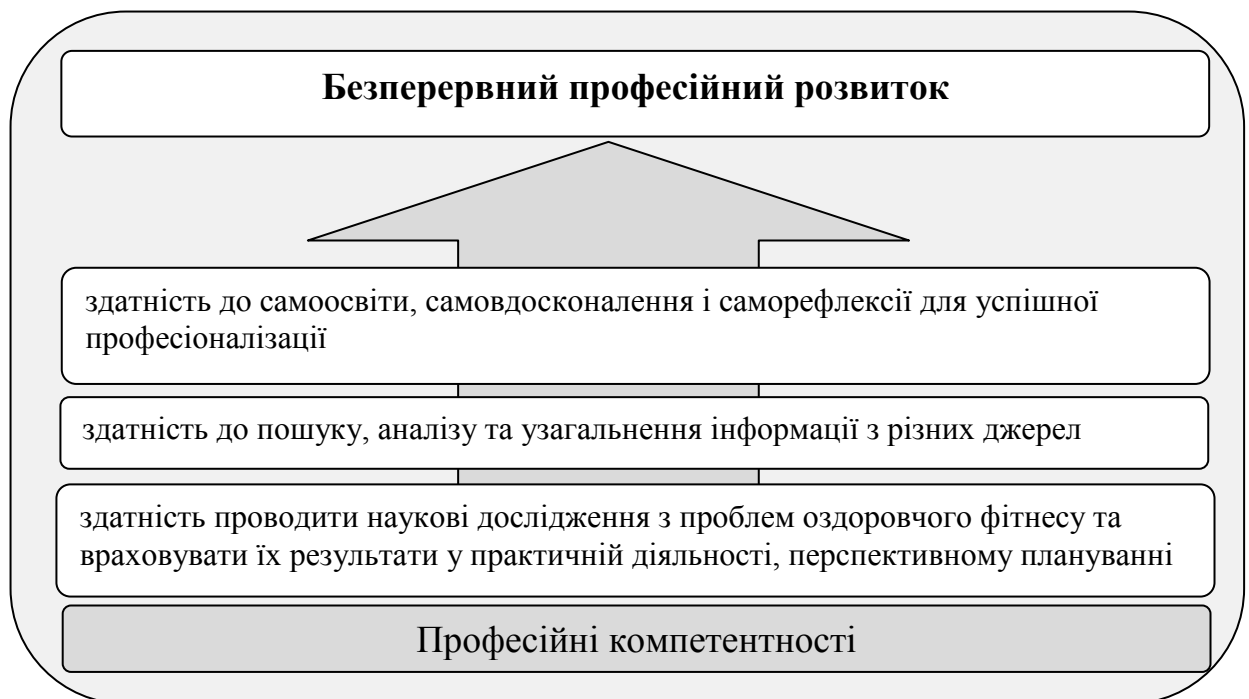 Безперервний професійний розвиток
здатність до самоосвіти, самовдосконалення і саморефлексії для успішної
професіоналізації
здатність до пошуку, аналізу та узагальнення інформації з різних джерел
здатність проводити наукові дослідження з проблем оздоровчого фітнесу та
враховувати їх результати у практичній діяльності, перспективному плануванні
Професійні компетентності